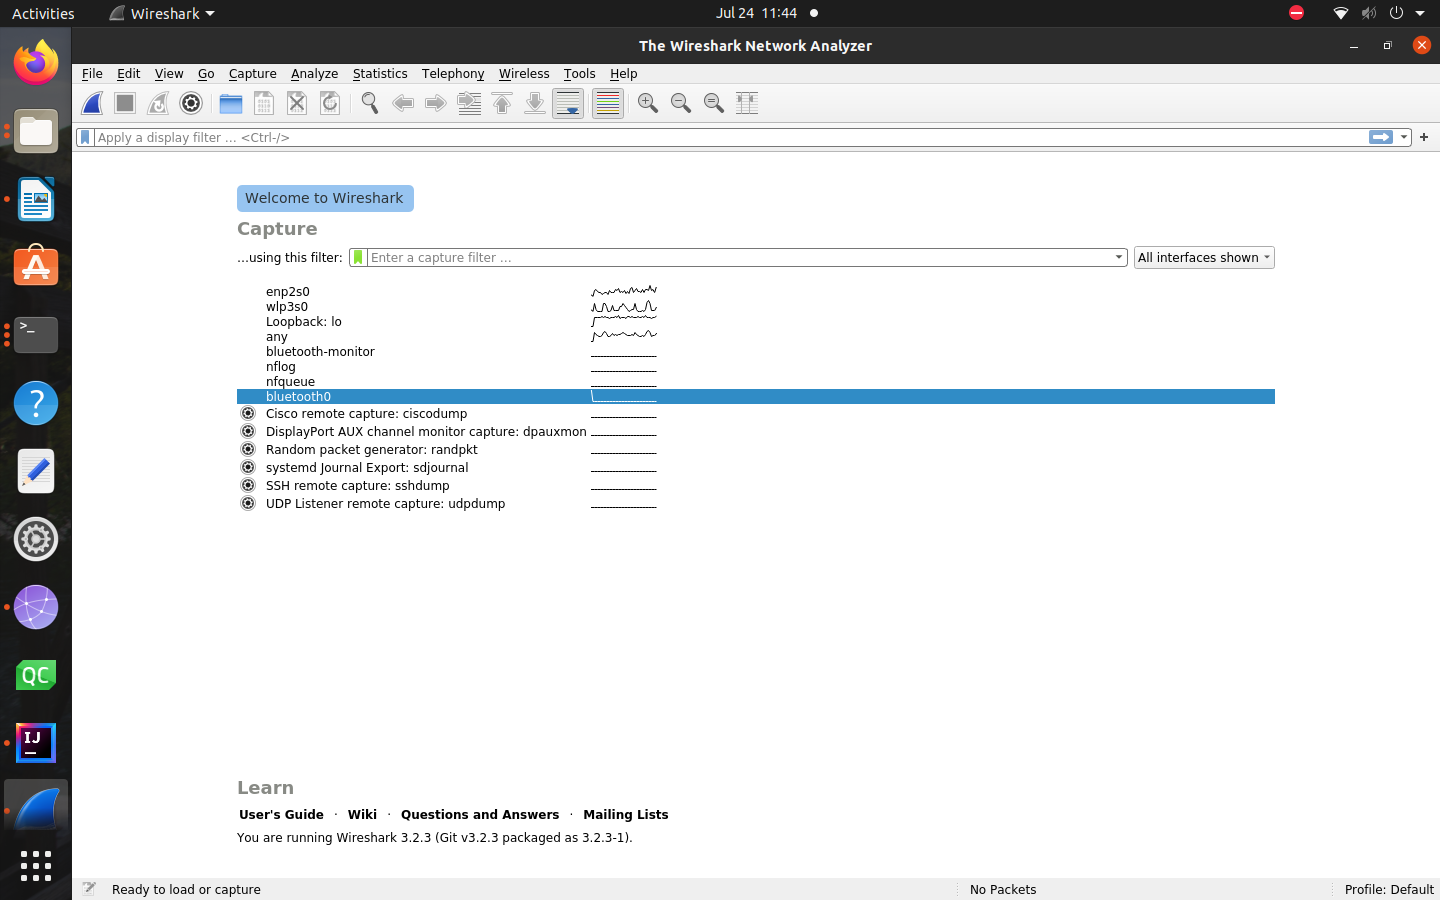 Activities
Wireshark
Jul 24 11:44
The Wireshark Network Analyzer
File Edit View Go Capture Analyze Statistics Telephony Wireless Tools Help
Apply a display filter … <Ctrl-/>
+
Welcome to Wireshark
Capture
…using this filter:
Enter a capture filter …
All interfaces shown
enp2s0
wlp3s0
Loopback: lo
any
bluetooth-monitor
nflog
nfqueue
bluetooth0
Cisco remote capture: ciscodump
DisplayPort AUX channel monitor capture: dpauxmon
Random packet generator: randpkt
systemd Journal Export: sdjournal
SSH remote capture: sshdump
UDP Listener remote capture: udpdump
>_
?
QC
IJ
Learn
User's Guide · Wiki · Questions and Answers · Mailing Lists
You are running Wireshark 3.2.3 (Git v3.2.3 packaged as 3.2.3-1).
Ready to load or capture
No Packets
Profile: Default